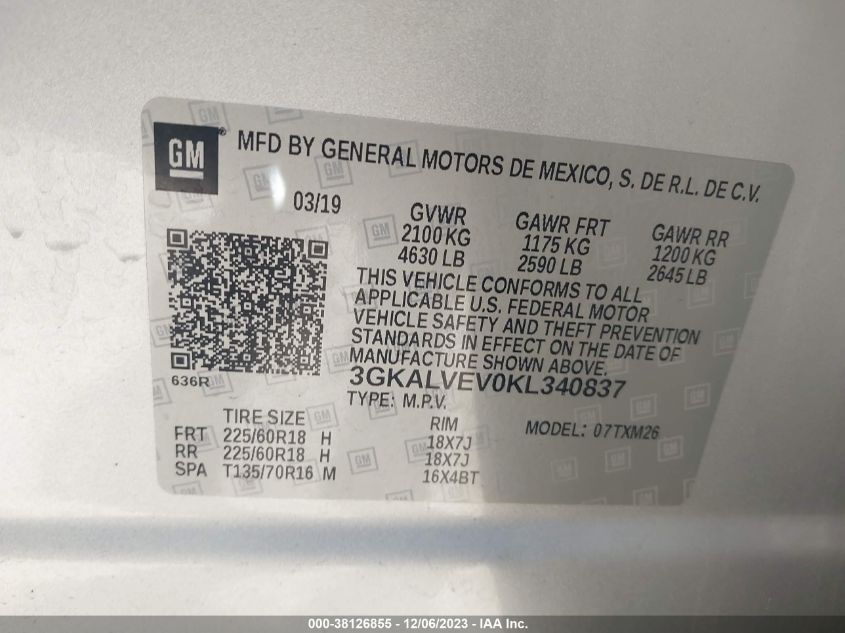 GM
MFD BY GENERAL MOTORS DE MEXICO, S. DE R.L. DE C.V.
03/19
GVWR
2100 KG
4630 LB
GAWR FRT
1175 KG
2590 LB
GAWR RR
1200 KG
2645 LB
THIS VEHICLE CONFORMS TO ALL
APPLICABLE U.S. FEDERAL MOTOR
VEHICLE SAFETY AND THEFT PREVENTION
STANDARDS IN EFFECT ON THE DATE OF
MANUFACTURE SHOWN ABOVE.
636R
3GKALVEV0KL340837
TYPE: M.P.V.
MODEL: 07TXM26
TIRE SIZE RIM
FRT 225/60R18 H 18X7J
RR 225/60R18 H 18X7J
SPA T135/70R16 M 16X4BT
000-38126855 - 12/06/2023 - IAA Inc.